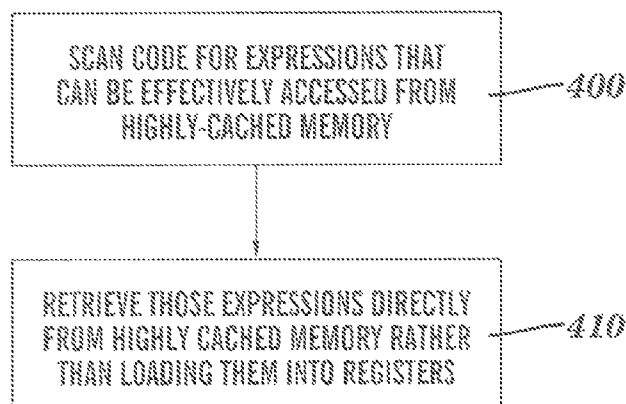 SCAN CODE FOR EXPRESSIONS THAT
CAN BE EFFECTIVELY ACCESSED FROM
HIGHLY-CACHED MEMORY
400
RETRIEVE THOSE EXPRESSIONS DIRECTLY
FROM HIGHLY CACHED MEMORY RATHER
THAN LOADING THEM INTO REGISTERS
410